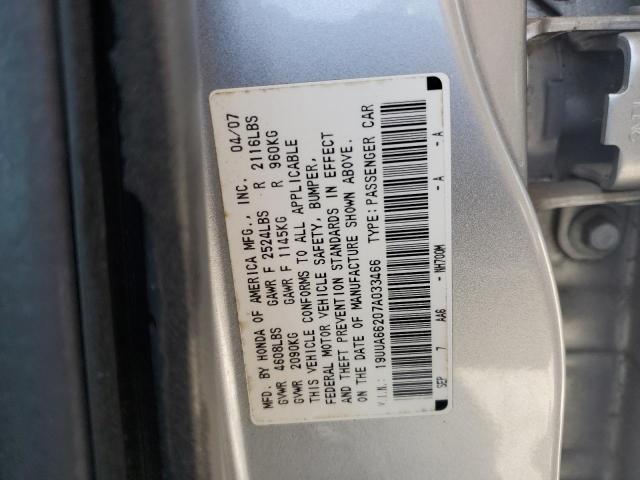 MFD. BY HONDA OF AMERICA MFG., INC. 04/07
GVWR 4608LBS GAWR F 2524LBS R 2116LBS
GVWR 2090KG GAWR F 1145KG R 960KG
THIS VEHICLE CONFORMS TO ALL APPLICABLE
FEDERAL MOTOR VEHICLE SAFETY, BUMPER,
AND THEFT PREVENTION STANDARDS IN EFFECT
ON THE DATE OF MANUFACTURE SHOWN ABOVE.
V.I.N.: 19UUA66207A033466 TYPE: PASSENGER CAR
SEP 7 AA6 - NH700M - A - A